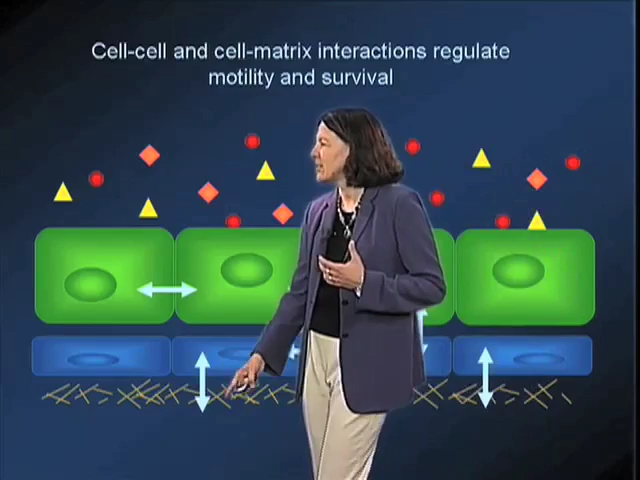 Cell-cell and cell-matrix interactions regulate
motility and survival